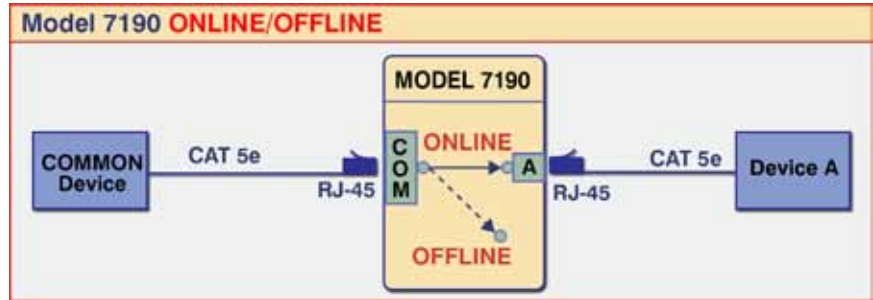 Model 7190 ONLINE/OFFLINE
MODEL 7190
COMMON
Device
CAT 5e
RJ-45
COM
ONLINE
OFFLINE
A
RJ-45
CAT 5e
Device A